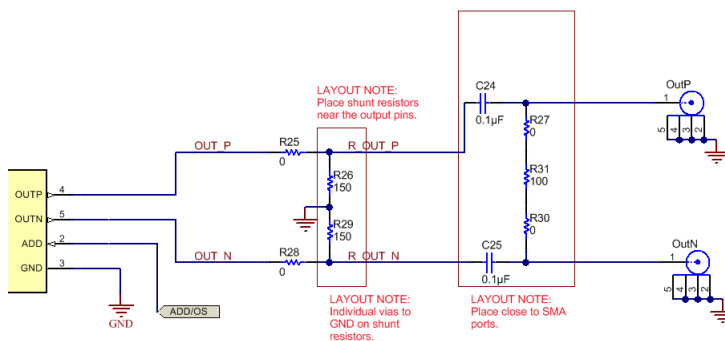 C24
0.1µF
OutP
1
5
4
3
2
LAYOUT NOTE:
Place shunt resistors
near the output pins.
R27
0
R25
0
OUT_P
R_OUT_P
R26
150
R31
100
OUTP
4
OUTN
5
ADD
2
GND
3
R29
150
R30
0
OUT_N
R28
0
R_OUT_N
C25
0.1µF
OutN
1
5
4
3
2
GND
ADD/OS
LAYOUT NOTE:
Individual vias to
GND on shunt
resistors.
LAYOUT NOTE:
Place close to SMA
ports.